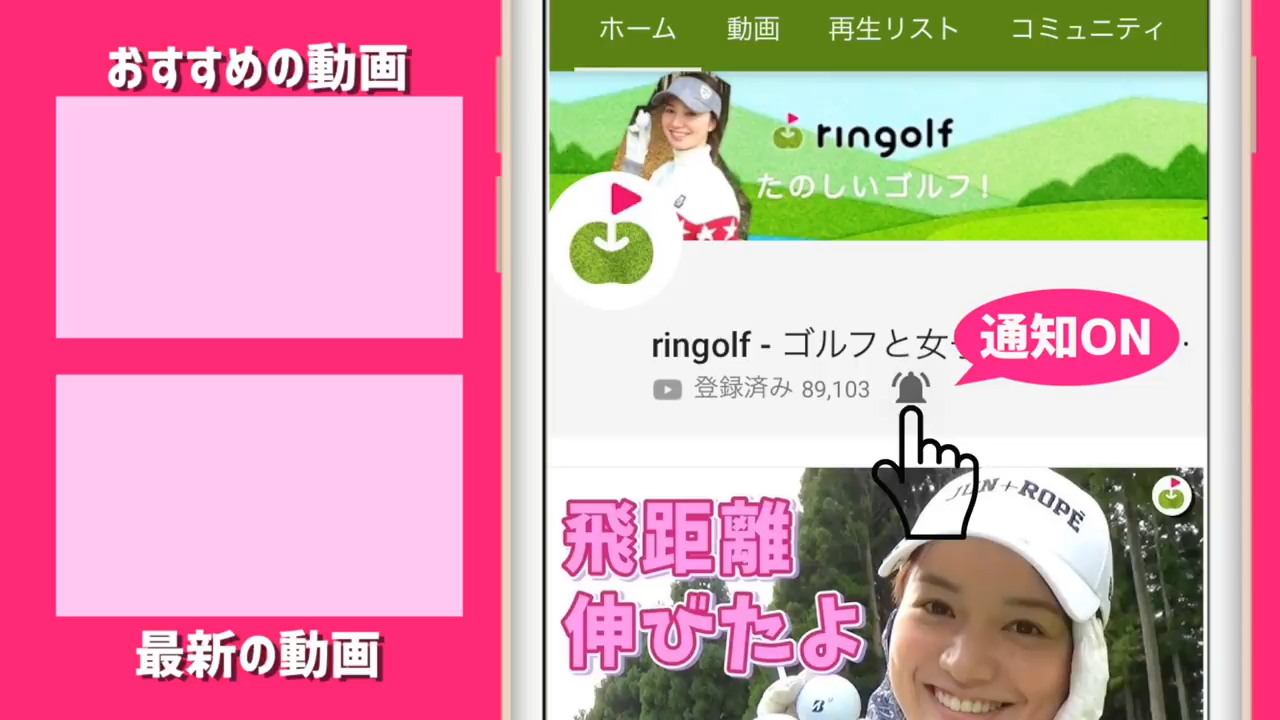 おすすめの動画
最新の動画
ホーム 動画 再生リスト コミュニティ
ringolf
たのしいゴルフ!
ringolf - ゴルフと女
通知ON
登録済み 89,103
JUN+ROPÉ
飛距離
伸びたよ
B